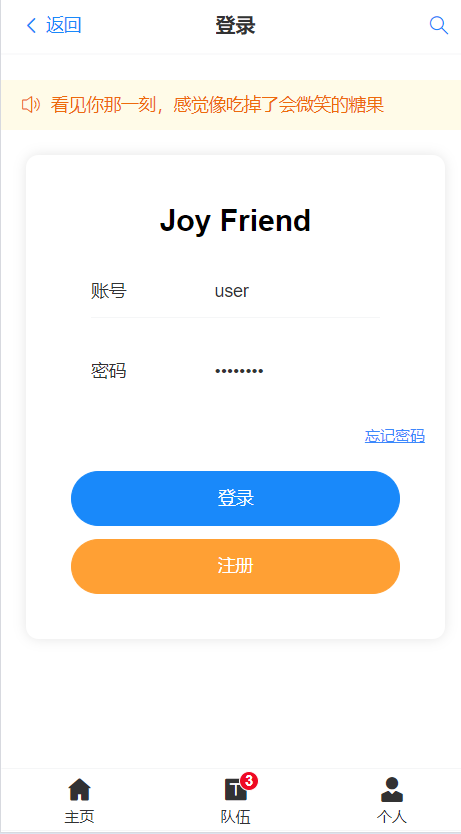 返回 登录
看见你那一刻，感觉像吃掉了会微笑的糖果
Joy Friend
账号 user
密码 ••••••••
忘记密码
登录
注册
T 3
主页 队伍 个人